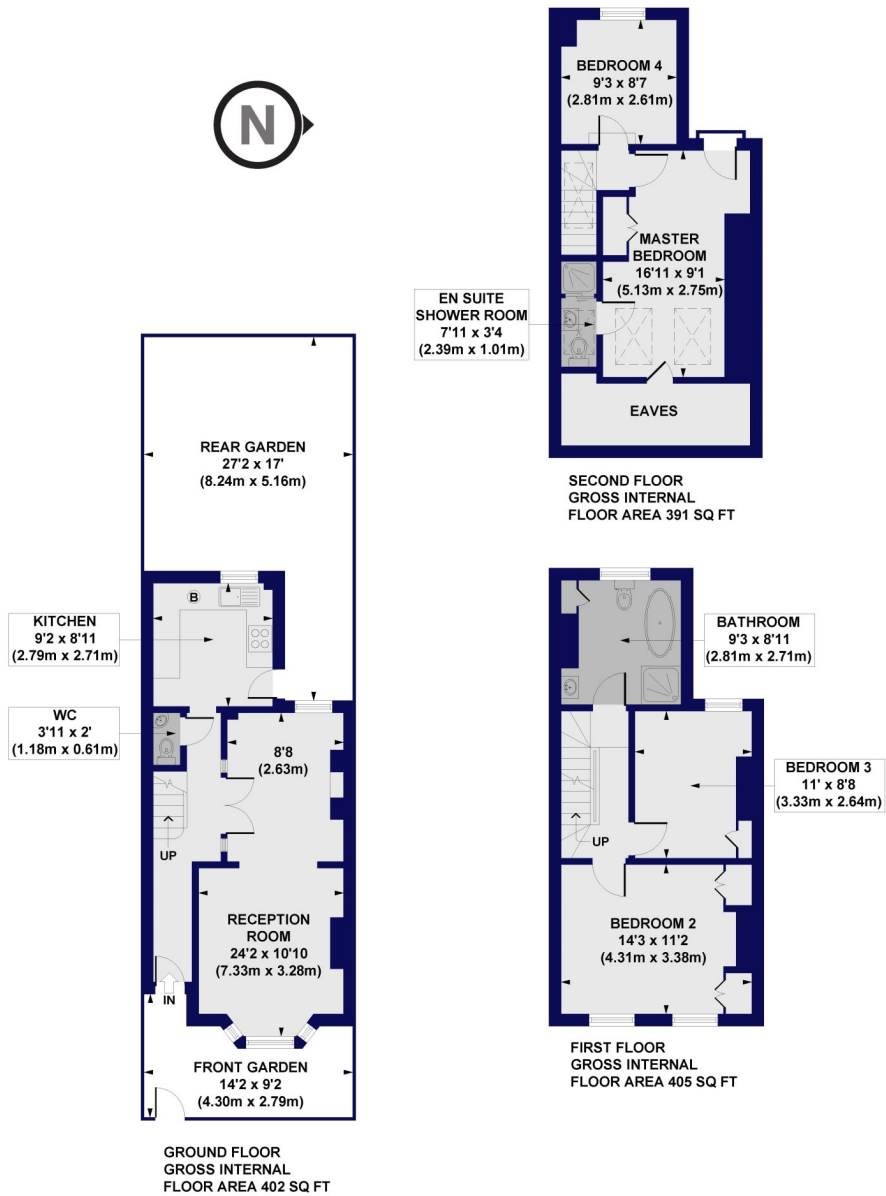 N
BEDROOM 4
9'3 x 8'7
(2.81m x 2.61m)
MASTER
BEDROOM
16'11 x 9'1
(5.13m x 2.75m)
EN SUITE
SHOWER ROOM
7'11 x 3'4
(2.39m x 1.01m)
EAVES
SECOND FLOOR
GROSS INTERNAL
FLOOR AREA 391 SQ FT
REAR GARDEN
27'2 x 17'
(8.24m x 5.16m)
B
KITCHEN
9'2 x 8'11
(2.79m x 2.71m)
WC
3'11 x 2'
(1.18m x 0.61m)
8'8
(2.63m)
UP
RECEPTION
ROOM
24'2 x 10'10
(7.33m x 3.28m)
IN
FRONT GARDEN
14'2 x 9'2
(4.30m x 2.79m)
GROUND FLOOR
GROSS INTERNAL
FLOOR AREA 402 SQ FT
BATHROOM
9'3 x 8'11
(2.81m x 2.71m)
BEDROOM 3
11' x 8'8
(3.33m x 2.64m)
UP
BEDROOM 2
14'3 x 11'2
(4.31m x 3.38m)
FIRST FLOOR
GROSS INTERNAL
FLOOR AREA 405 SQ FT